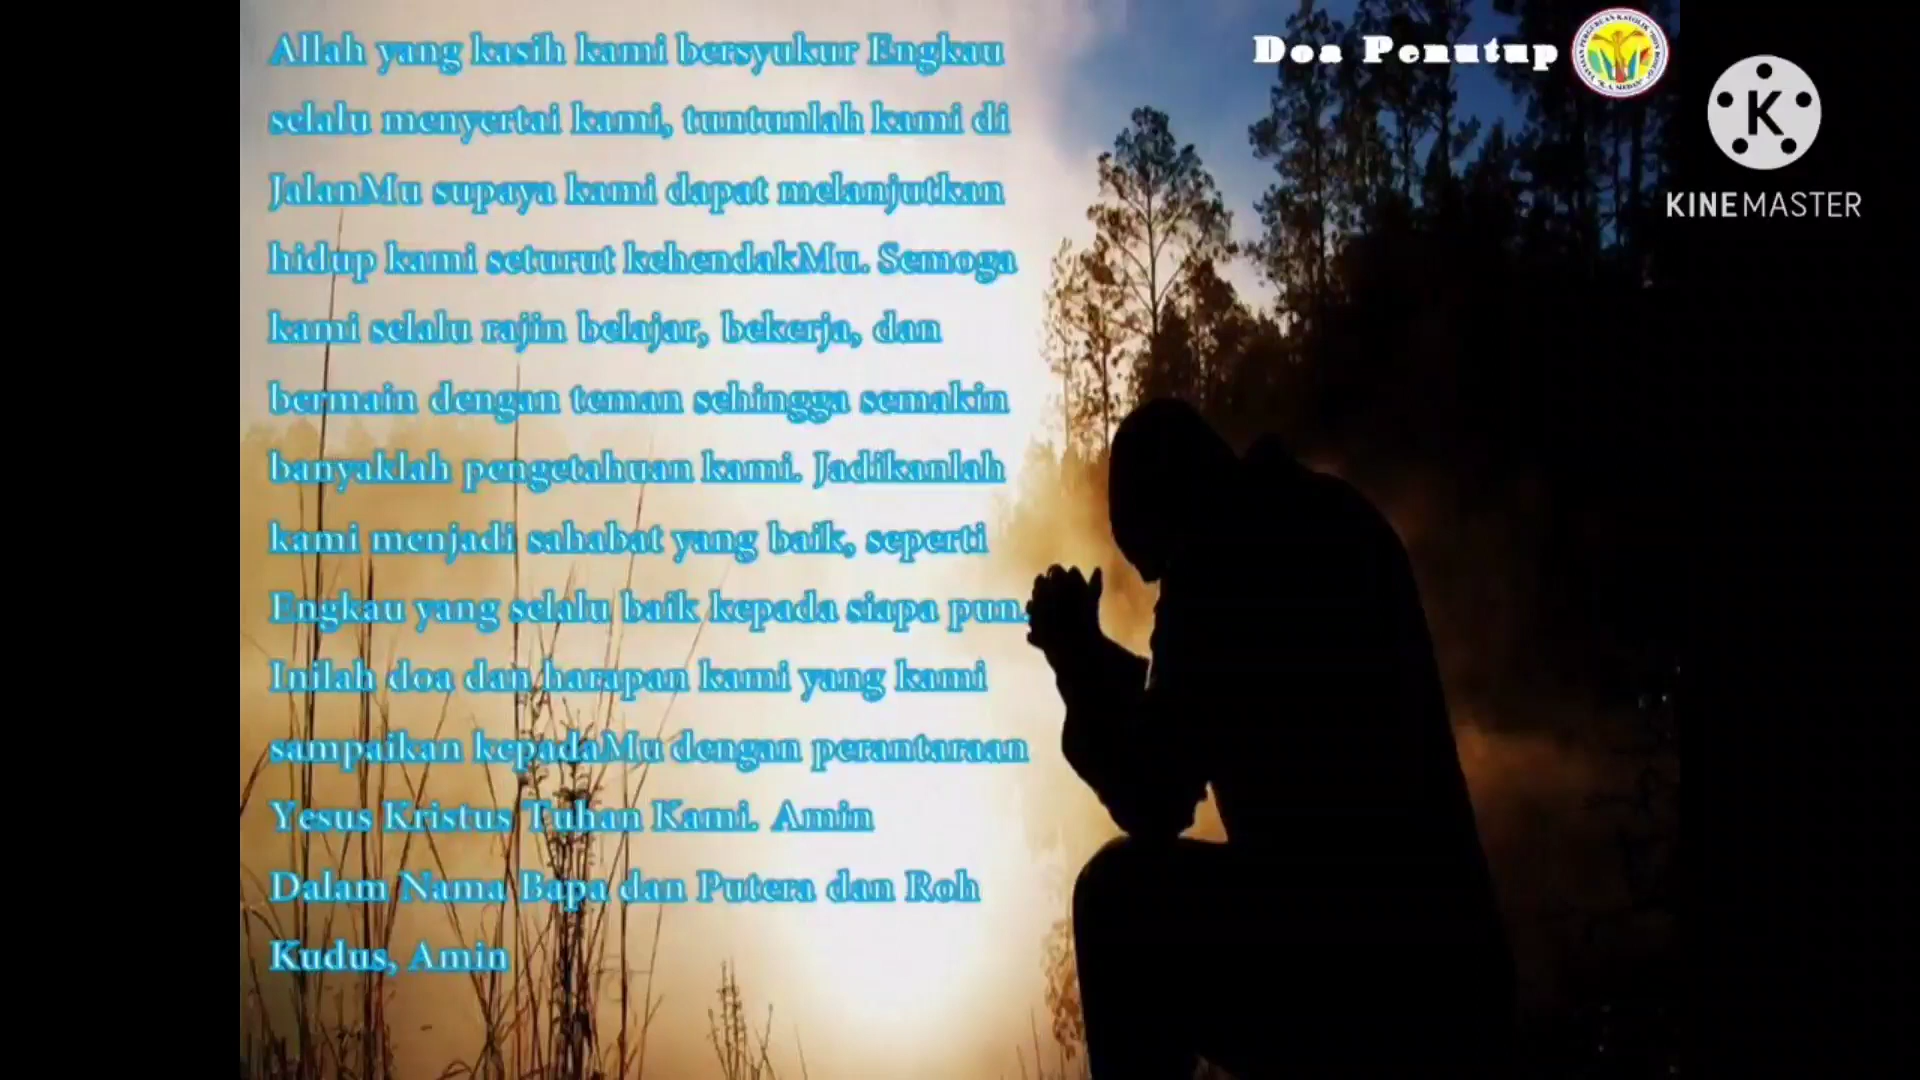 Doa Penutup
Allah yang kasih kami bersyukur Engkau
selalu menyertai kami, tuntunlah kami di
JalanMu supaya kami dapat melanjutkan
hidup kami seturut kehendakMu. Semoga
kami selalu rajin belajar, bekerja, dan
bermain dengan teman sehingga semakin
banyaklah pengetahuan kami. Jadikanlah
kami menjadi sahabat yang baik, seperti
Engkau yang selalu baik kepada siapa pun.
Inilah doa dan harapan kami yang kami
sampaikan kepadaMu dengan perantaraan
Yesus Kristus Tuhan Kami. Amin
Dalam Nama Bapa dan Putera dan Roh
Kudus, Amin
K
KINEMASTER